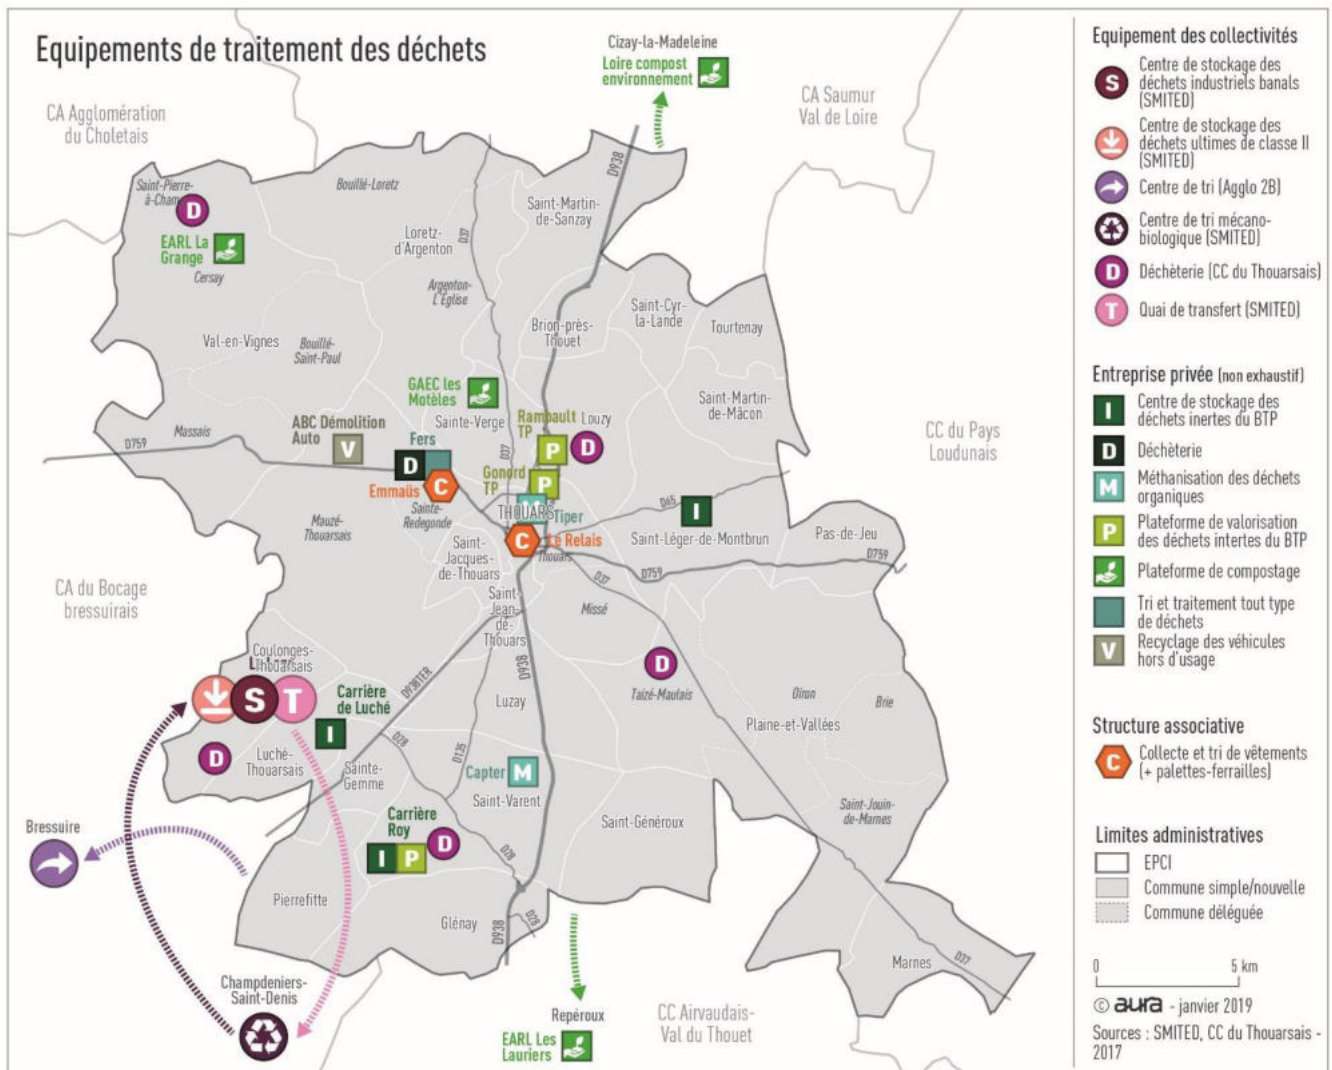 Equipements de traitement des déchets
Cizay-la-Madeleine
Loire compost
environnement
CA Agglomération
du Choletais
CA Saumur
Val de Loire
Saint-Pierre-
D
Bouillé-Loretz
D938
Saint-Martin-
de-Sanzay
D37
Loretz-
d'Argenton
EARL La
Grange
Cersay
Argenton-
L'Église
Saint-Cyr-
la-Lande
Tourtenay
Brion-près-
Thouet
Val-en-Vignes
Bouillé-
Saint-Paul
GAEC les
Motèles
Saint-Martin-
de-Mâcon
ABC Démolition
Auto
V
Sainte-Verge
Rambault
TP
P
Louzy
D
Massais
D759
Fers
D
D37
CC du Pays
Loudunais
Gonord
TP
P
Emmaüs
C
M
THOUARS
Tiper
D65
I
Sainte-
Redegonde
Mauzé-
Thouarsais
C
Le Relais
Thouars
Saint-Léger-de-Montbrun
Pas-de-Jeu
Saint-
Jacques-
de-Thouars
D759
D759
D37
CA du Bocage
bressuirais
Saint
Jean-
de-
Thouars
Missé
Coulonges-
Thouarsais
S
T
D938TER
D938
D
Taizé-Maulais
Oiron
Brie
Plaine-et-Vallées
Carrière
de Luché
I
Luzay
D
Luché-
Thouarsais
D28
D135
Sainte-
Gemme
Capter
M
Saint-Varent
Saint-Jouin-
de-Marnes
Bressuire
Carrière
Roy
I
P
D
Saint-Généroux
D28
Pierrefitte
Glénay
D938
D28
Marnes
D37
Champdeniers-
Saint-Denis
Repéroux
EARL Les
Lauriers
CC Airvaudais-
Val du Thouet
Equipement des collectivités
S
Centre de stockage des
déchets industriels banals
(SMITED)
Centre de stockage des
déchets ultimes de classe II
(SMITED)
Centre de tri (Agglo 2B)
Centre de tri mécano-
biologique (SMITED)
D
Déchèterie (CC du Thouarsais)
T
Quai de transfert (SMITED)
Entreprise privée (non exhaustif)
I
Centre de stockage des
déchets inertes du BTP
D
Déchèterie
M
Méthanisation des déchets
organiques
P
Plateforme de valorisation
des déchets intertes du BTP
Plateforme de compostage
Tri et traitement tout type
de déchets
V
Recyclage des véhicules
hors d'usage
Structure associative
C
Collecte et tri de vêtements
(+ palettes-ferrailles)
Limites administratives
EPCI
Commune simple/nouvelle
Commune déléguée
0 5 km
© aura - janvier 2019
Sources : SMITED, CC du Thouarsais -
2017